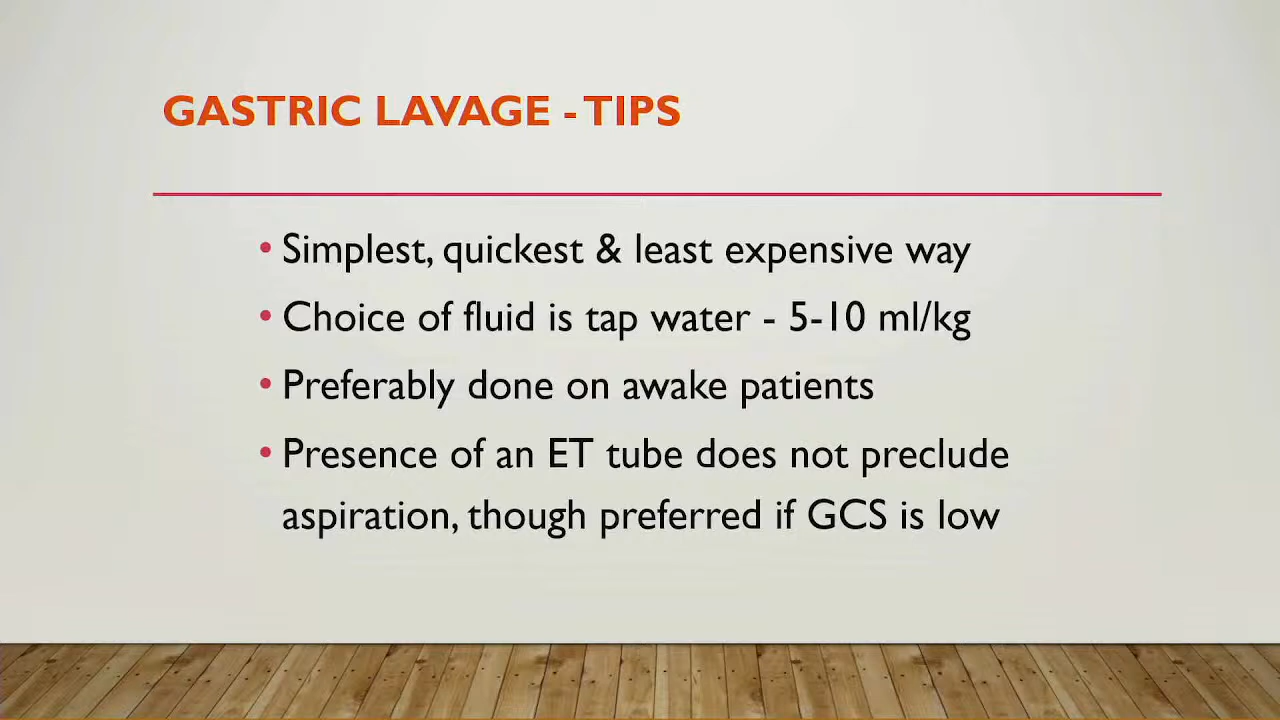 GASTRIC LAVAGE - TIPS
• Simplest, quickest & least expensive way
• Choice of fluid is tap water - 5-10 ml/kg
• Preferably done on awake patients
• Presence of an ET tube does not preclude
aspiration, though preferred if GCS is low